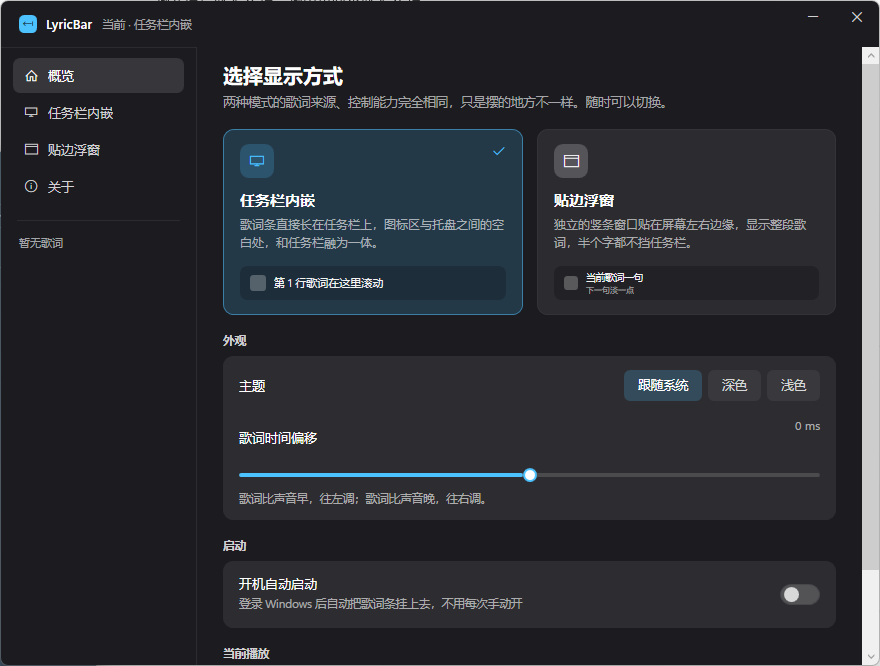 LyricBar 当前 · 任务栏内嵌
概览
任务栏内嵌
贴边浮窗
关于
暂无歌词
选择显示方式
两种模式的歌词来源、控制能力完全相同，只是摆的地方不一样。随时可以切换。
任务栏内嵌
歌词条直接长在任务栏上，图标区与托盘之间的空
白处，和任务栏融为一体。
第 1 行歌词在这里滚动
贴边浮窗
独立的竖条窗口贴在屏幕左右边缘，显示整段歌
词，半个字都不挡任务栏。
当前歌词一句
下一句淡一点
外观
主题
跟随系统
深色
浅色
歌词时间偏移
0 ms
歌词比声音早，往左调；歌词比声音晚，往右调。
启动
开机自动启动
登录 Windows 后自动把歌词条挂上去，不用每次手动开
当前播放